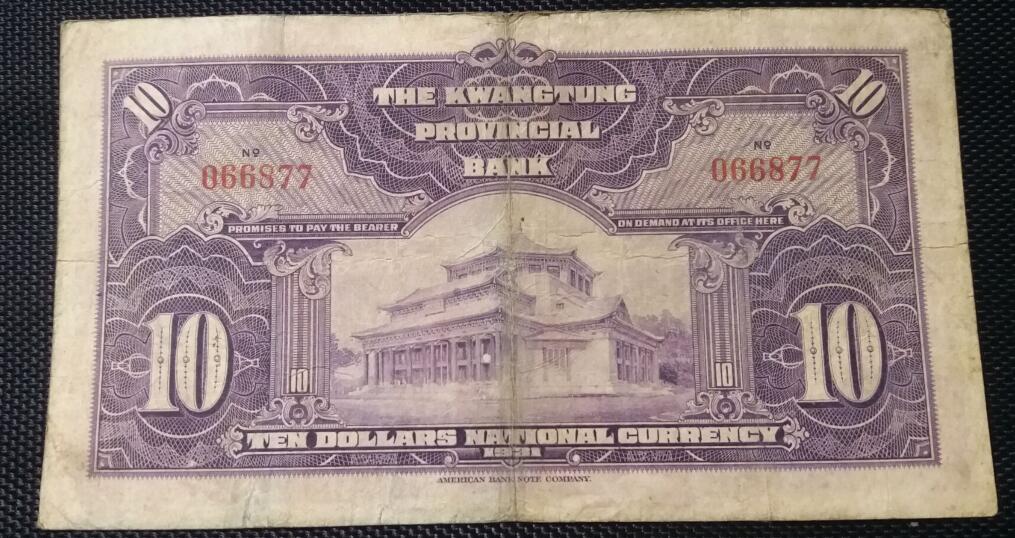 10 10
THE KWANGTUNG
PROVINCIAL
BANK
Nº 066877
Nº 066877
PROMISES TO PAY THE BEARER ON DEMAND AT ITS OFFICE HERE
10 10 10 10
TEN DOLLARS NATIONAL CURRENCY
1931
AMERICAN BANK NOTE COMPANY.